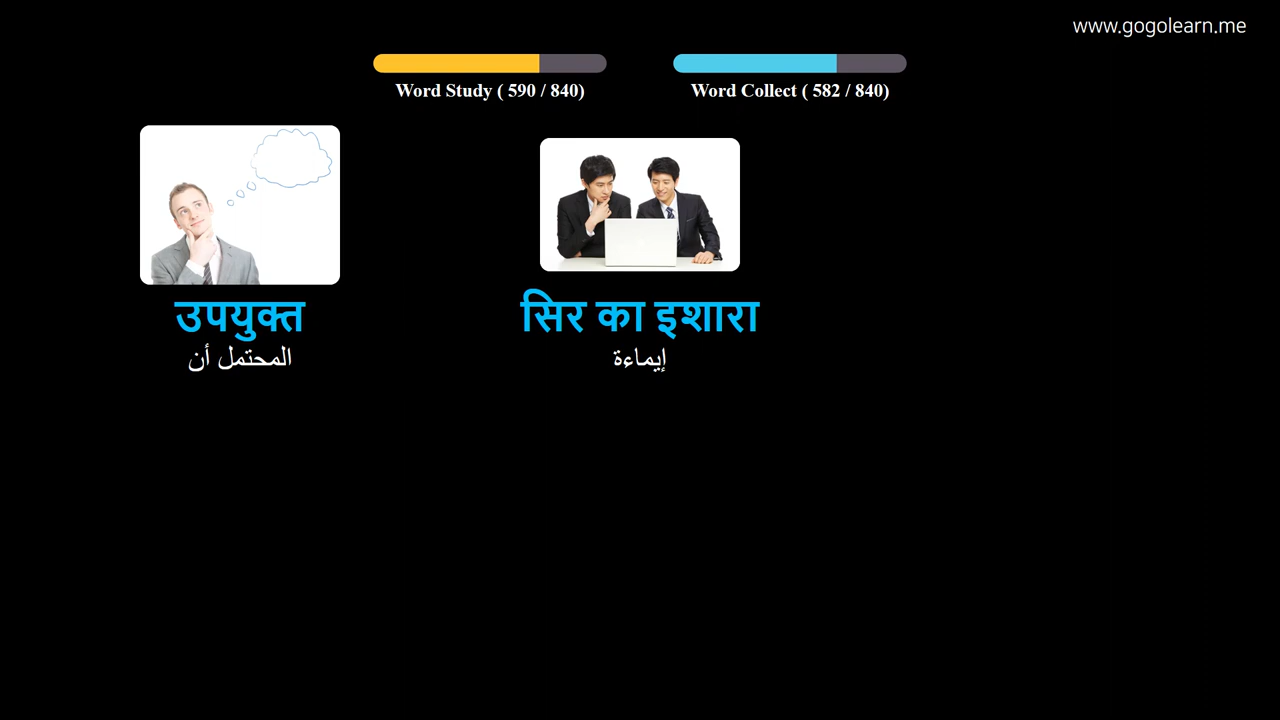 www.gogolearn.me
Word Study ( 590 / 840)
Word Collect ( 582 / 840)
उपयुक्त
المحتمل أن
सिर का इशारा
إيماءة